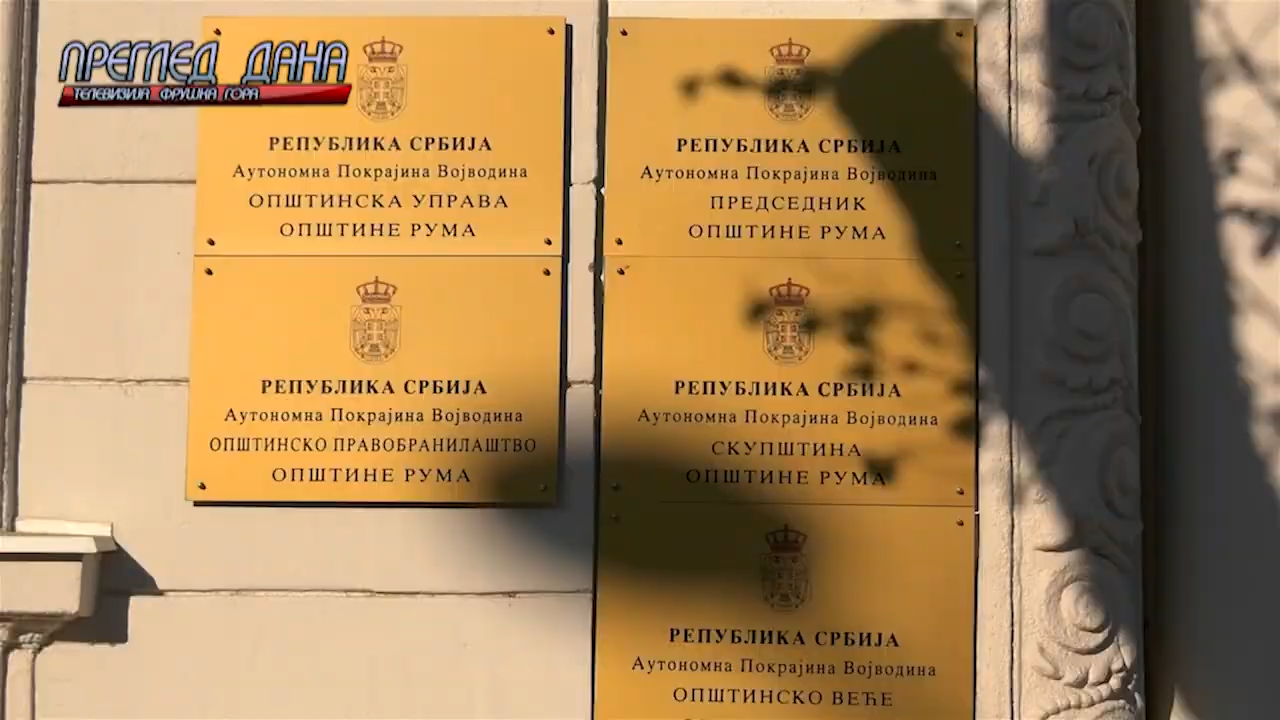 ПРЕГЛЕД ДАНА
ТЕЛЕВИЗИЈА ФРУШКА ГОРА
РЕПУБЛИКА СРБИЈА
Аутономна Покрајина Војводина
ОПШТИНСКА УПРАВА
ОПШТИНЕ РУМА
РЕПУБЛИКА СРБИЈА
Аутономна Покрајина Војводина
ОПШТИНСКО ПРАВОБРАНИЛАШТВО
ОПШТИНЕ РУМА
РЕПУБЛИКА СРБИЈА
Аутономна Покрајина Војводина
ПРЕДСЕДНИК
ОПШТИНЕ РУМА
РЕПУБЛИКА СРБИЈА
Аутономна Покрајина Војводина
СКУПШТИНА
ОПШТИНЕ РУМА
РЕПУБЛИКА СРБИЈА
Аутономна Покрајина Војводина
ОПШТИНСКО ВЕЋЕ